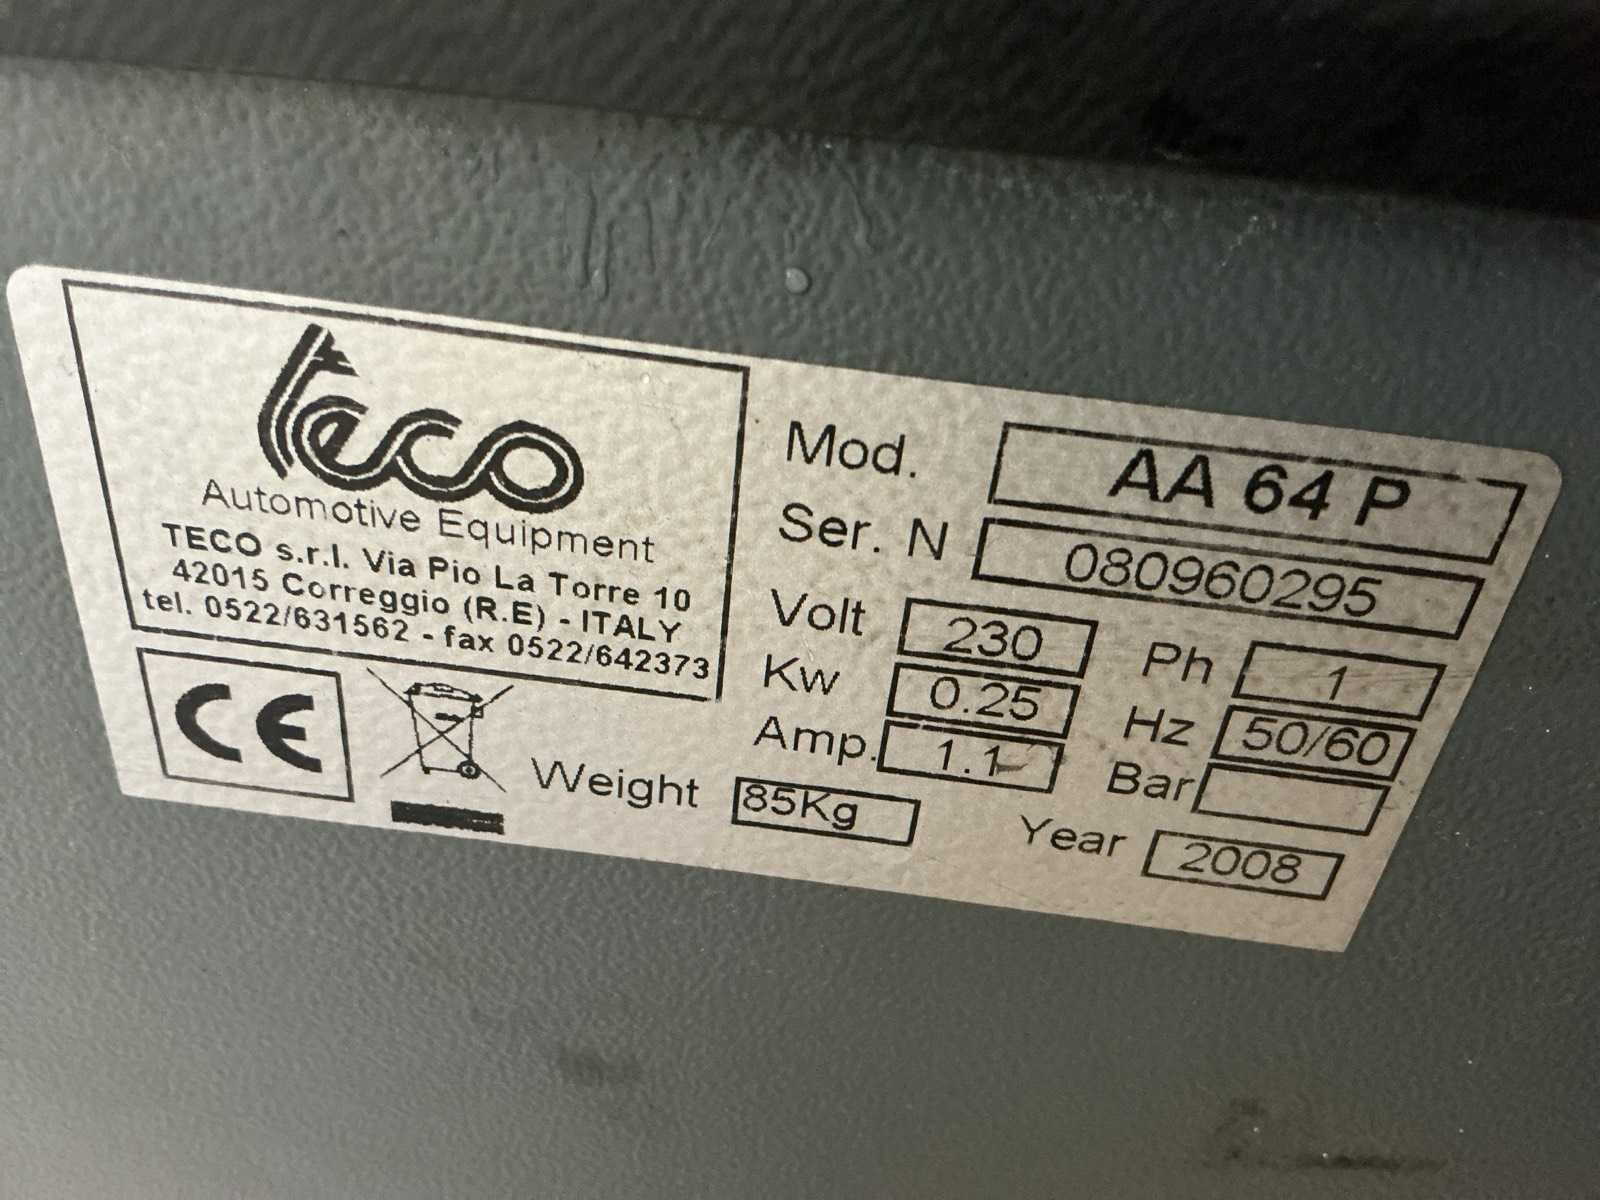 teco
Automotive Equipment
TECO s.r.l. Via Pio La Torre 10
42015 Correggio (R.E) - ITALY
tel. 0522/631562 - fax 0522/642373
CE
Weight 85Kg
Mod. AA 64 P
Ser. N 080960295
Volt 230 Ph 1
Kw 0.25 Hz 50/60
Amp. 1.1 Bar
Year 2008